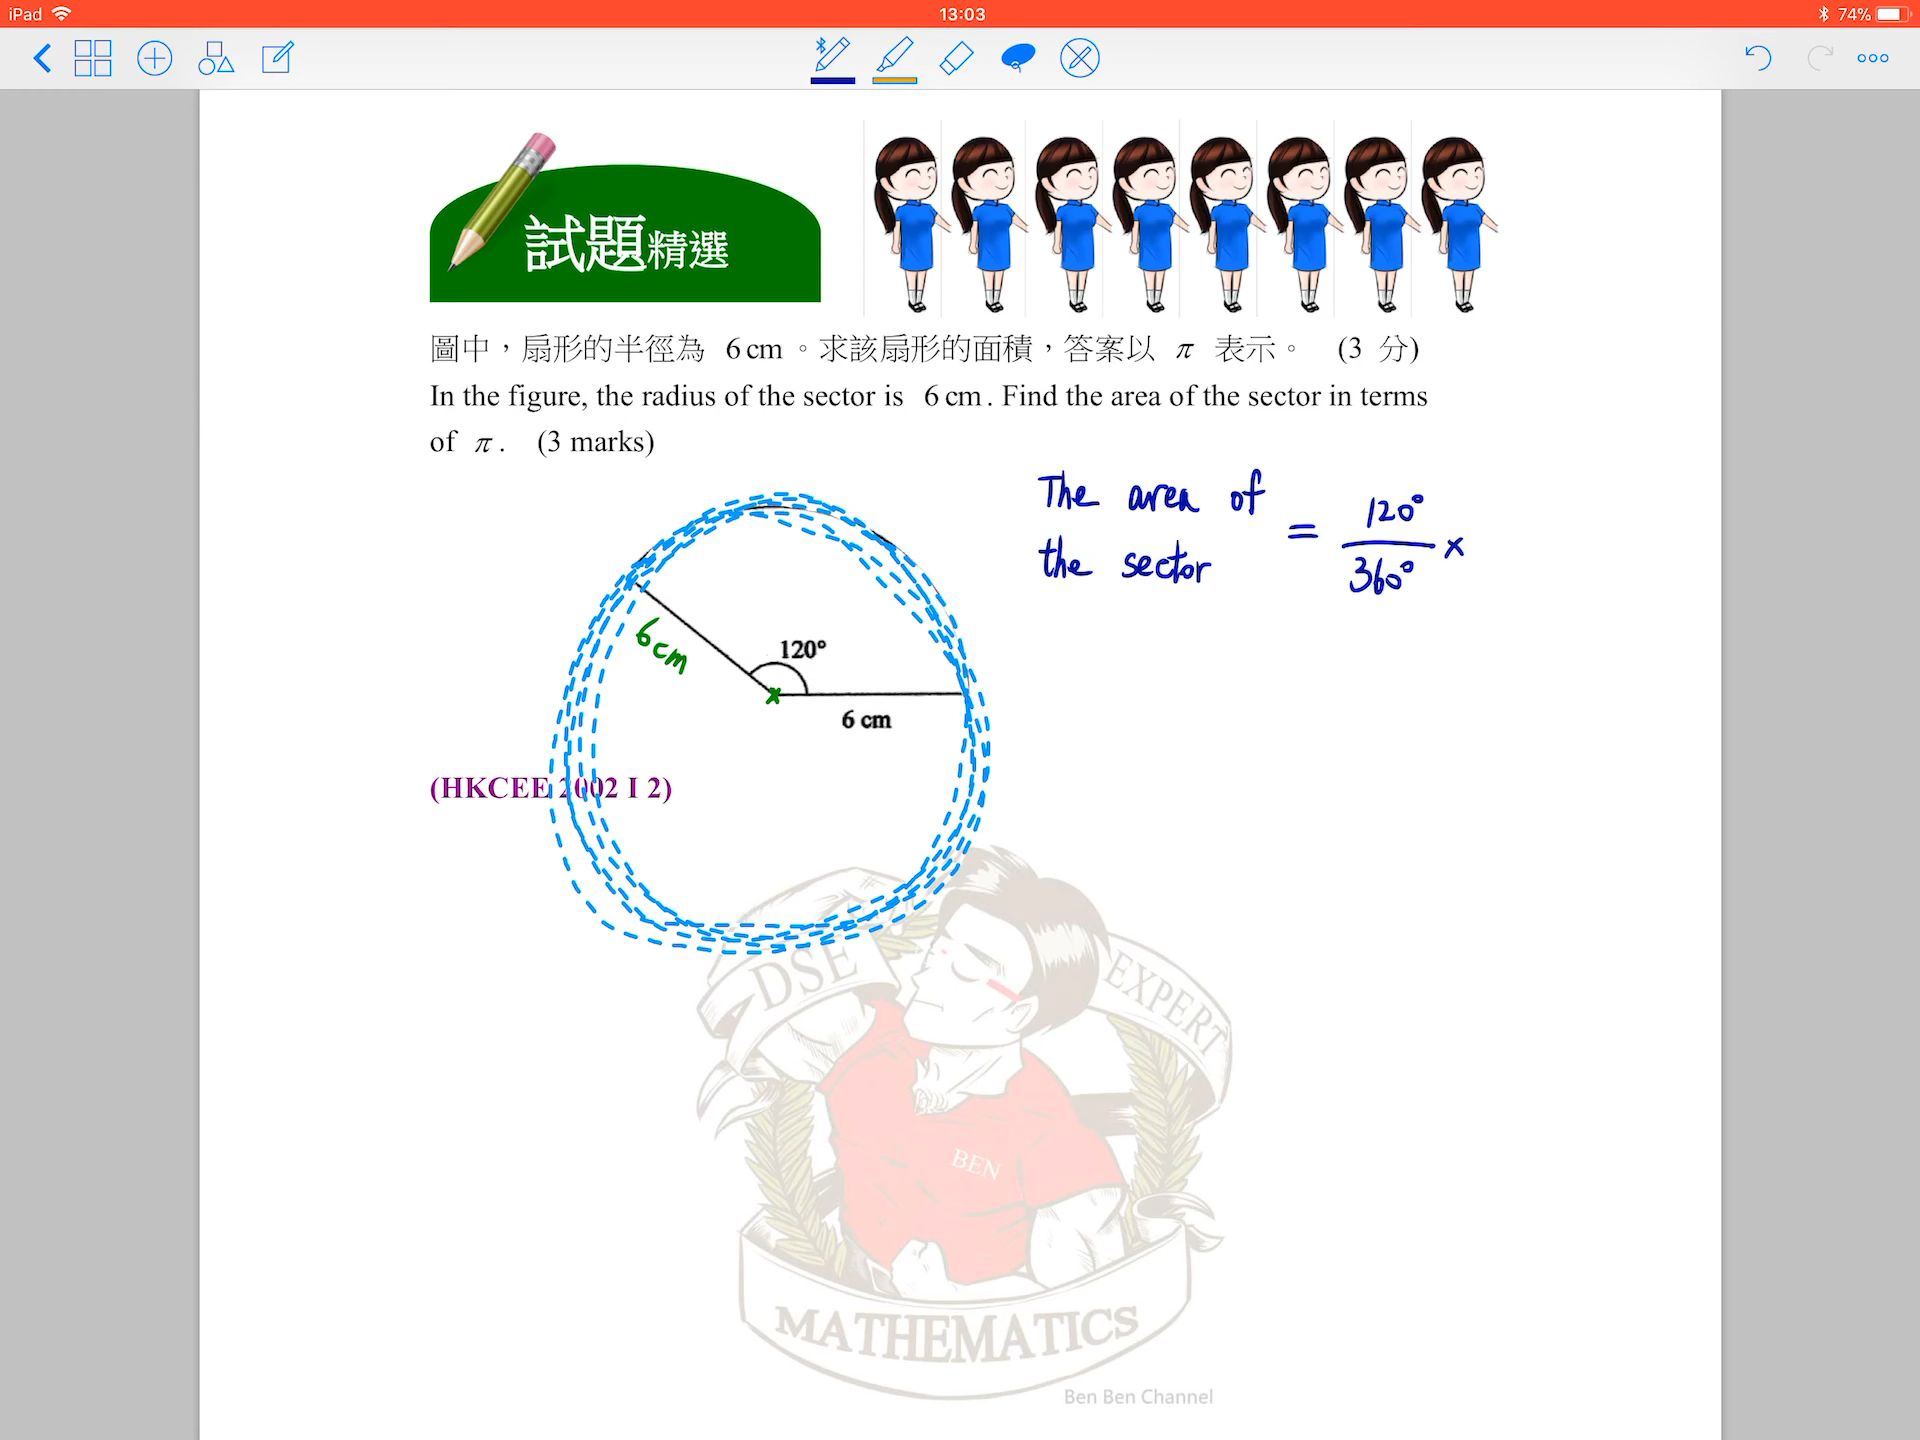 iPad 13:03 74%
試題精選
圖中，扇形的半徑為 6 cm。求該扇形的面積，答案以 π 表示。 (3 分)
In the figure, the radius of the sector is 6 cm. Find the area of the sector in terms
of π. (3 marks)
The area of
the sector
= 120°
360° ×
6cm
120°
6 cm
(HKCEE 2002 I 2)
DSE EXPERT
BEN
MATHEMATICS
Ben Ben Channel